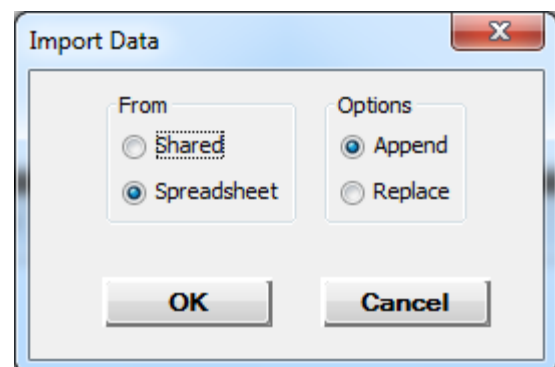 Import Data
From
Shared
Spreadsheet
Options
Append
Replace
OK
Cancel